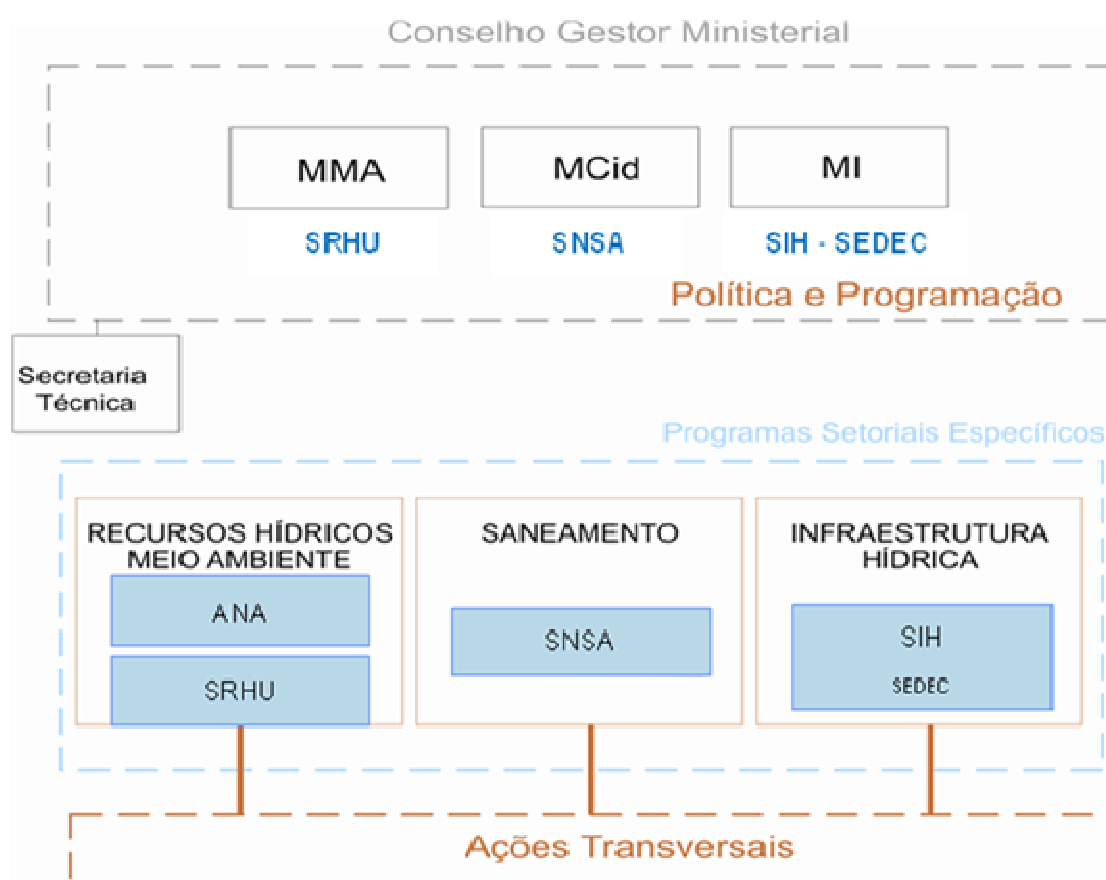 Conselho Gestor Ministerial
MMA
MCid
MI
SRHU
SNSA
SIH - SEDEC
Política e Programação
Secretaria
Técnica
Programas Setoriais Específicos
RECURSOS HÍDRICOS
MEIO AMBIENTE
ANA
SRHU
SANEAMENTO
SNSA
INFRAESTRUTURA
HÍDRICA
SIH
SEDEC
Ações Transversais